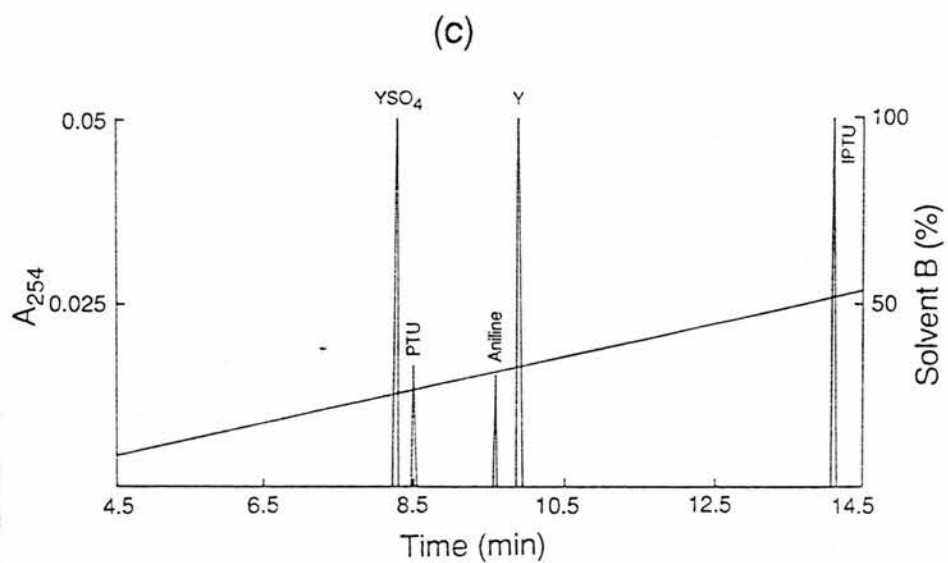 (c)
YSO₄ Y
0.05 100
IPTU
A₂₅₄ Solvent B (%)
0.025 50
PTU Aniline
4.5 6.5 8.5 10.5 12.5 14.5
Time (min)